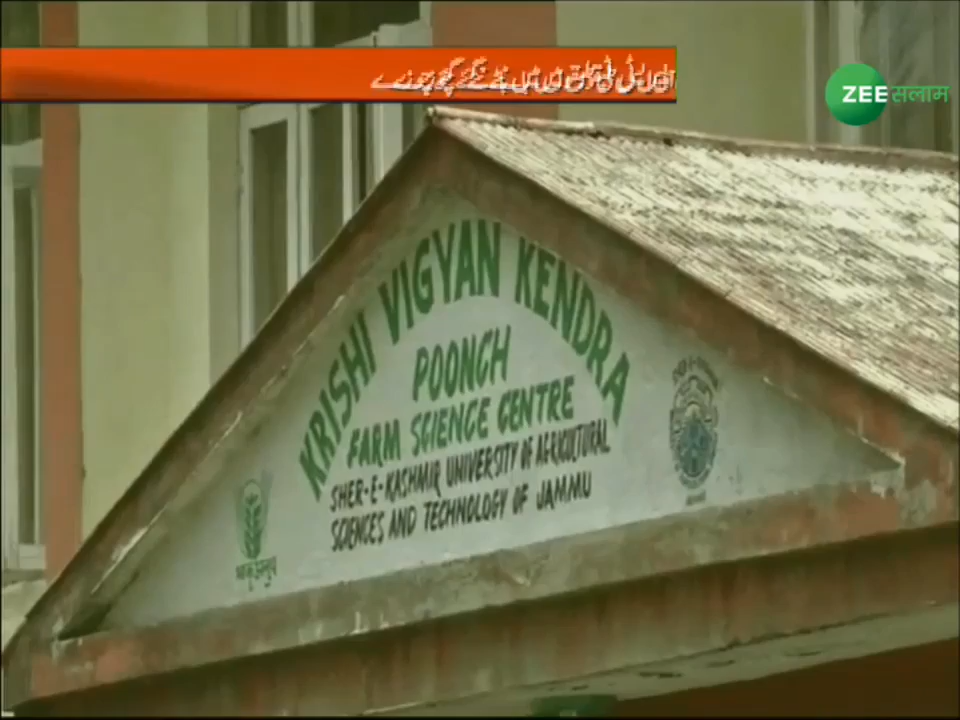 ZEE सलाम
KRISHI VIGYAN KENDRA
POONCH
FARM SCIENCE CENTRE
SHER-E-KASHMIR UNIVERSITY OF AGRICULTURAL
SCIENCES AND TECHNOLOGY OF JAMMU